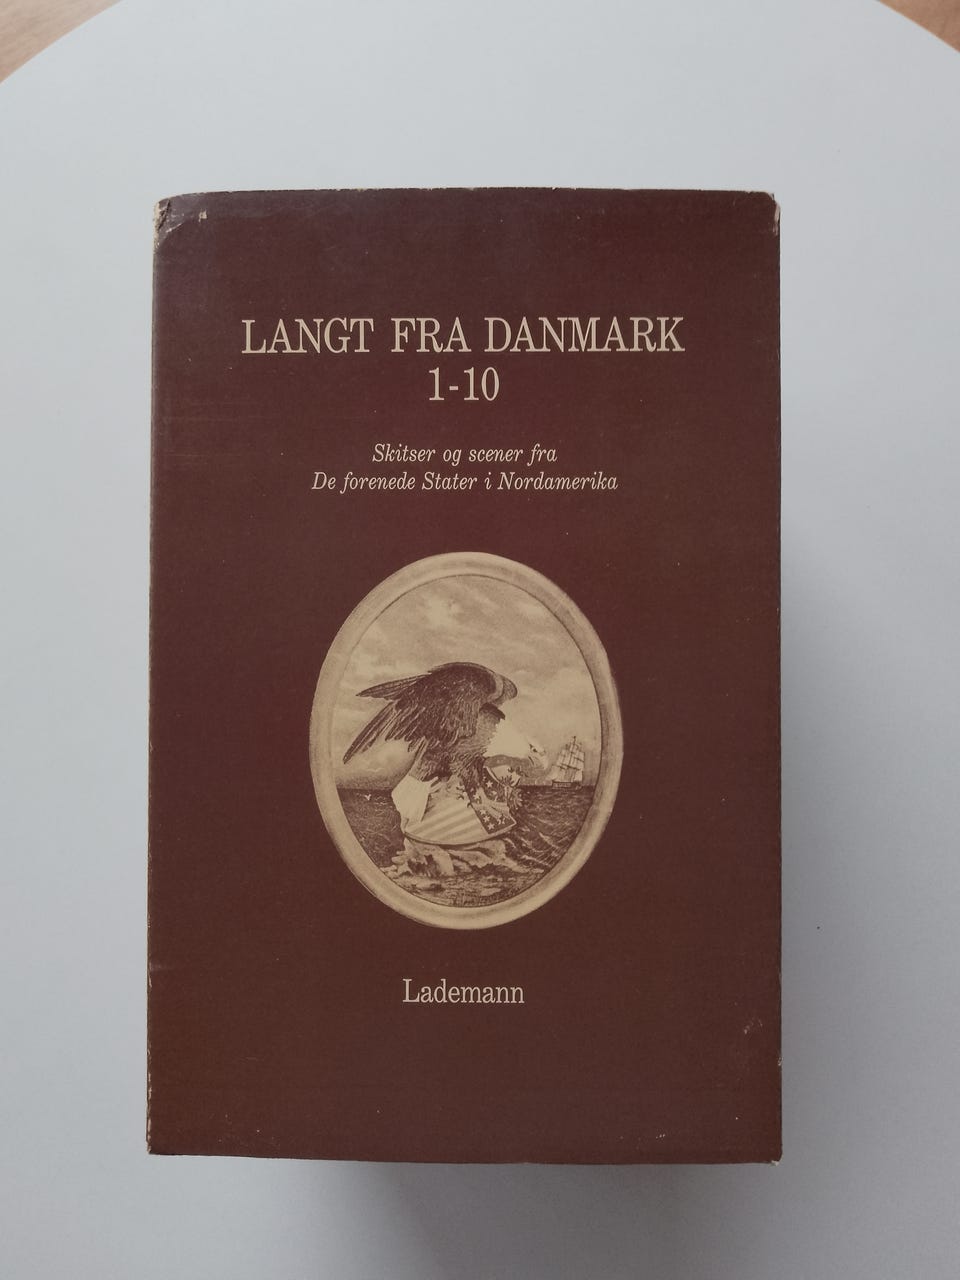 LANGT FRA DANMARK
1-10
Skitser og scener fra
De forenede Stater i Nordamerika
Lademann